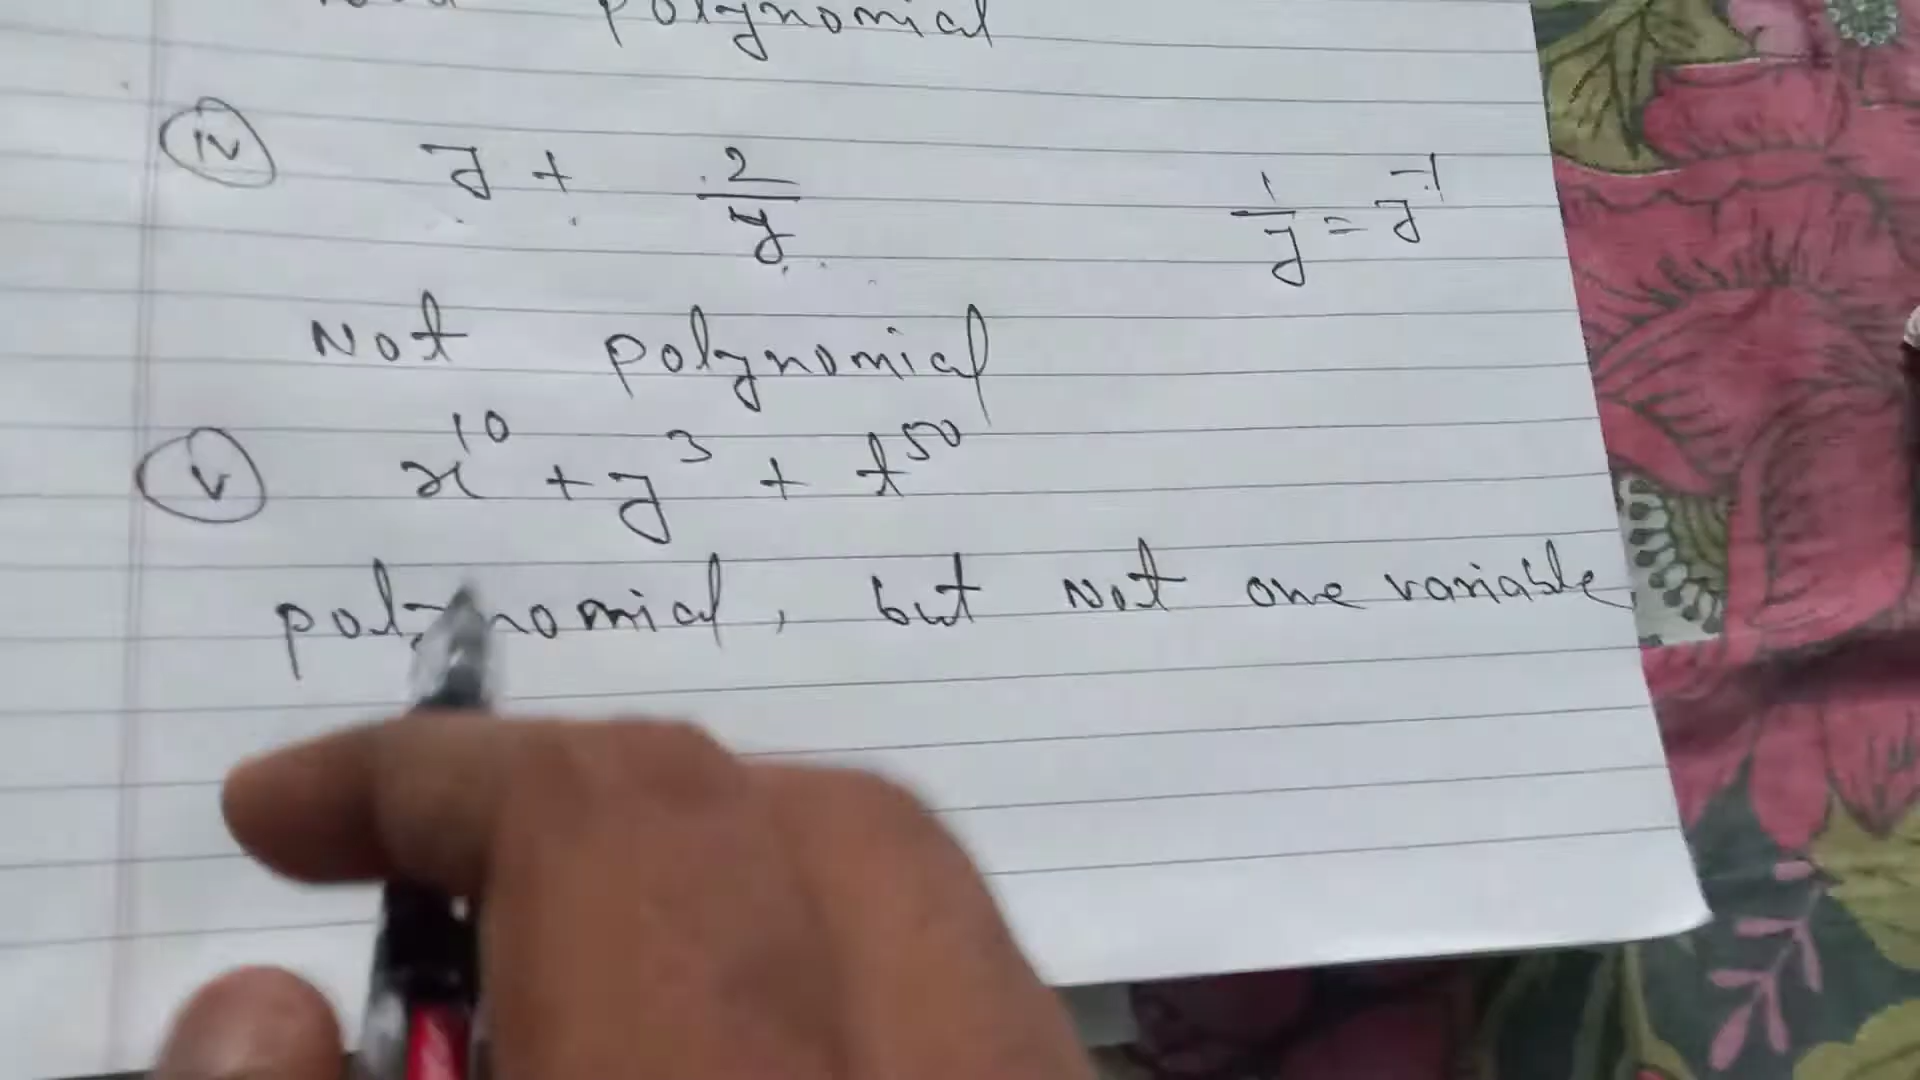 polynomial
(iv) y + 2/y 1/y = y⁻¹
Not polynomial
(v) x¹⁰ + y³ + t⁵⁰
polynomial, but Not one variable